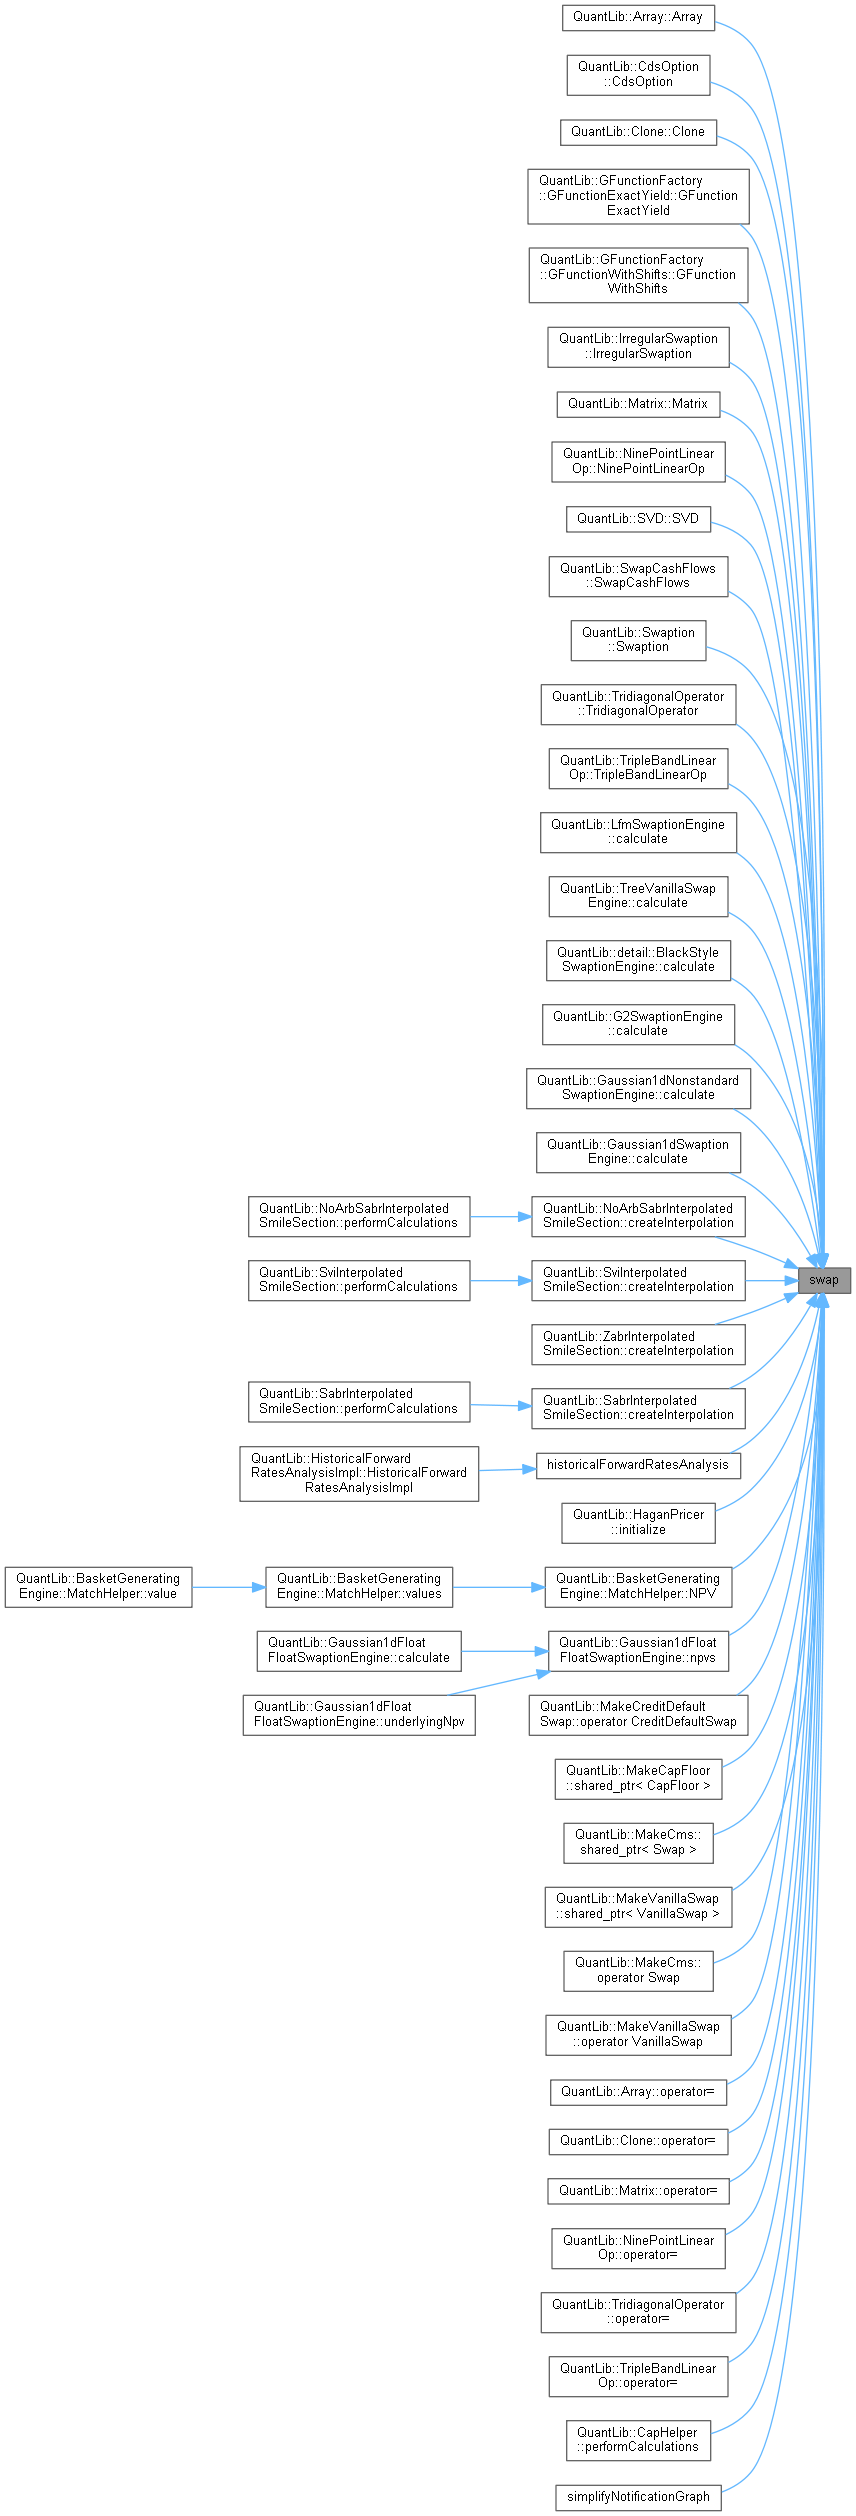 QuantLib::Array::Array
QuantLib::CdsOption
::CdsOption
QuantLib::Clone::Clone
QuantLib::GFunctionFactory
::GFunctionExactYield::GFunction
ExactYield
QuantLib::GFunctionFactory
::GFunctionWithShifts::GFunction
WithShifts
QuantLib::IrregularSwaption
::IrregularSwaption
QuantLib::Matrix::Matrix
QuantLib::NinePointLinear
Op::NinePointLinearOp
QuantLib::SVD::SVD
QuantLib::SwapCashFlows
::SwapCashFlows
QuantLib::Swaption
::Swaption
QuantLib::TridiagonalOperator
::TridiagonalOperator
QuantLib::TripleBandLinear
Op::TripleBandLinearOp
QuantLib::LfmSwaptionEngine
::calculate
QuantLib::TreeVanillaSwap
Engine::calculate
QuantLib::detail::BlackStyle
SwaptionEngine::calculate
QuantLib::G2SwaptionEngine
::calculate
QuantLib::Gaussian1dNonstandard
SwaptionEngine::calculate
QuantLib::Gaussian1dSwaption
Engine::calculate
QuantLib::NoArbSabrInterpolated
SmileSection::performCalculations
QuantLib::NoArbSabrInterpolated
SmileSection::createInterpolation
swap
QuantLib::SviInterpolated
SmileSection::performCalculations
QuantLib::SviInterpolated
SmileSection::createInterpolation
QuantLib::ZabrInterpolated
SmileSection::createInterpolation
QuantLib::SabrInterpolated
SmileSection::performCalculations
QuantLib::SabrInterpolated
SmileSection::createInterpolation
QuantLib::HistoricalForward
RatesAnalysisImpl::HistoricalForward
RatesAnalysisImpl
historicalForwardRatesAnalysis
QuantLib::HaganPricer
::initialize
QuantLib::BasketGenerating
Engine::MatchHelper::value
QuantLib::BasketGenerating
Engine::MatchHelper::values
QuantLib::BasketGenerating
Engine::MatchHelper::NPV
QuantLib::Gaussian1dFloat
FloatSwaptionEngine::calculate
QuantLib::Gaussian1dFloat
FloatSwaptionEngine::npvs
QuantLib::Gaussian1dFloat
FloatSwaptionEngine::underlyingNpv
QuantLib::MakeCreditDefault
Swap::operator CreditDefaultSwap
QuantLib::MakeCapFloor
::shared_ptr< CapFloor >
QuantLib::MakeCms::
shared_ptr< Swap >
QuantLib::MakeVanillaSwap
::shared_ptr< VanillaSwap >
QuantLib::MakeCms::
operator Swap
QuantLib::MakeVanillaSwap
::operator VanillaSwap
QuantLib::Array::operator=
QuantLib::Clone::operator=
QuantLib::Matrix::operator=
QuantLib::NinePointLinear
Op::operator=
QuantLib::TridiagonalOperator
::operator=
QuantLib::TripleBandLinear
Op::operator=
QuantLib::CapHelper
::performCalculations
simplifyNotificationGraph